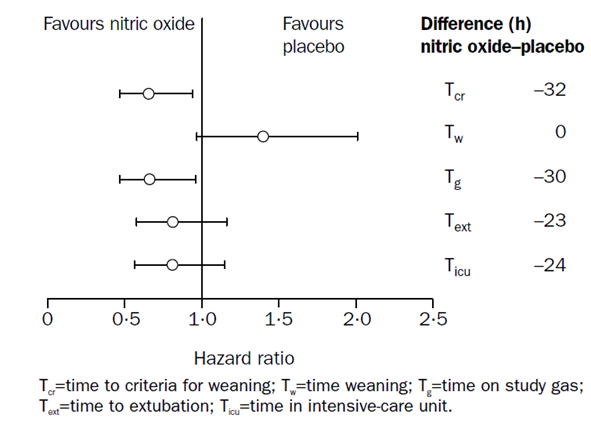 Favours nitric oxide
Favours
placebo
Difference (h)
nitric oxide–placebo
Tcr –32
Tw 0
Tg –30
Text –23
Ticu –24
0 0·5 1·0 1·5 2·0 2·5
Hazard ratio
Tcr=time to criteria for weaning; Tw=time weaning; Tg=time on study gas;
Text=time to extubation; Ticu=time in intensive-care unit.